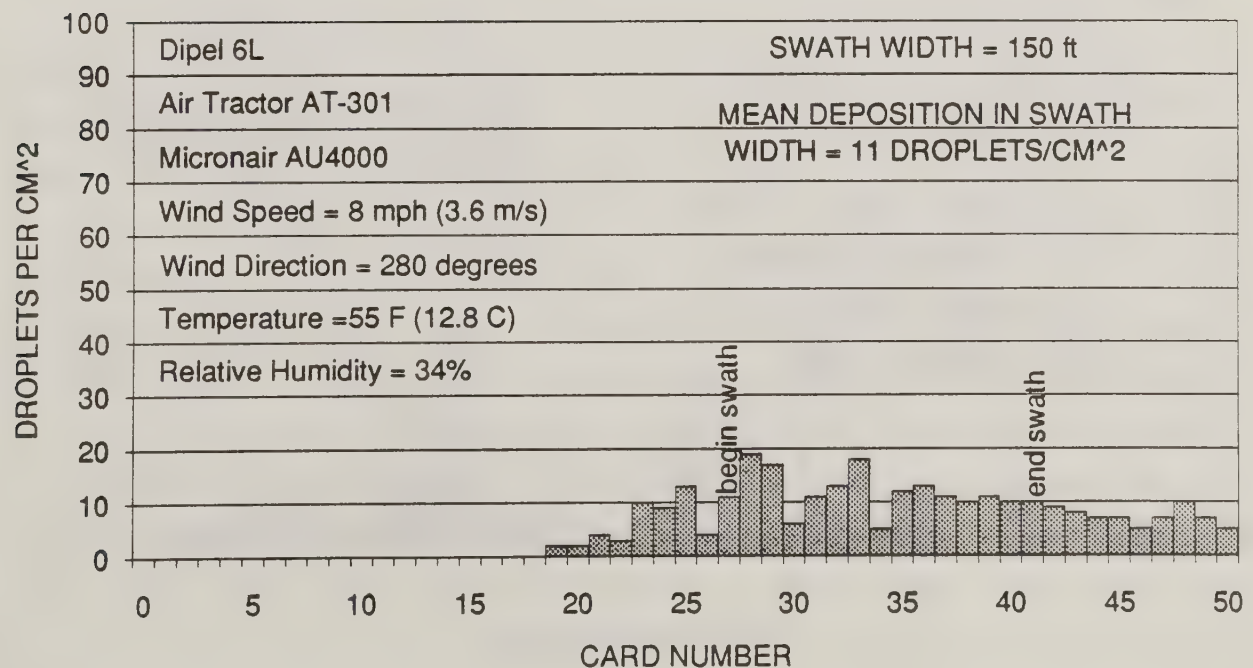 DROPLETS PER CM^2
100
90
80
70
60
50
40
30
20
10
0
Dipel 6L
Air Tractor AT-301
Micronair AU4000
Wind Speed = 8 mph (3.6 m/s)
Wind Direction = 280 degrees
Temperature =55 F (12.8 C)
Relative Humidity = 34%
SWATH WIDTH = 150 ft
MEAN DEPOSITION IN SWATH
WIDTH = 11 DROPLETS/CM^2
begin swath
end swath
0 5 10 15 20 25 30 35 40 45 50
CARD NUMBER